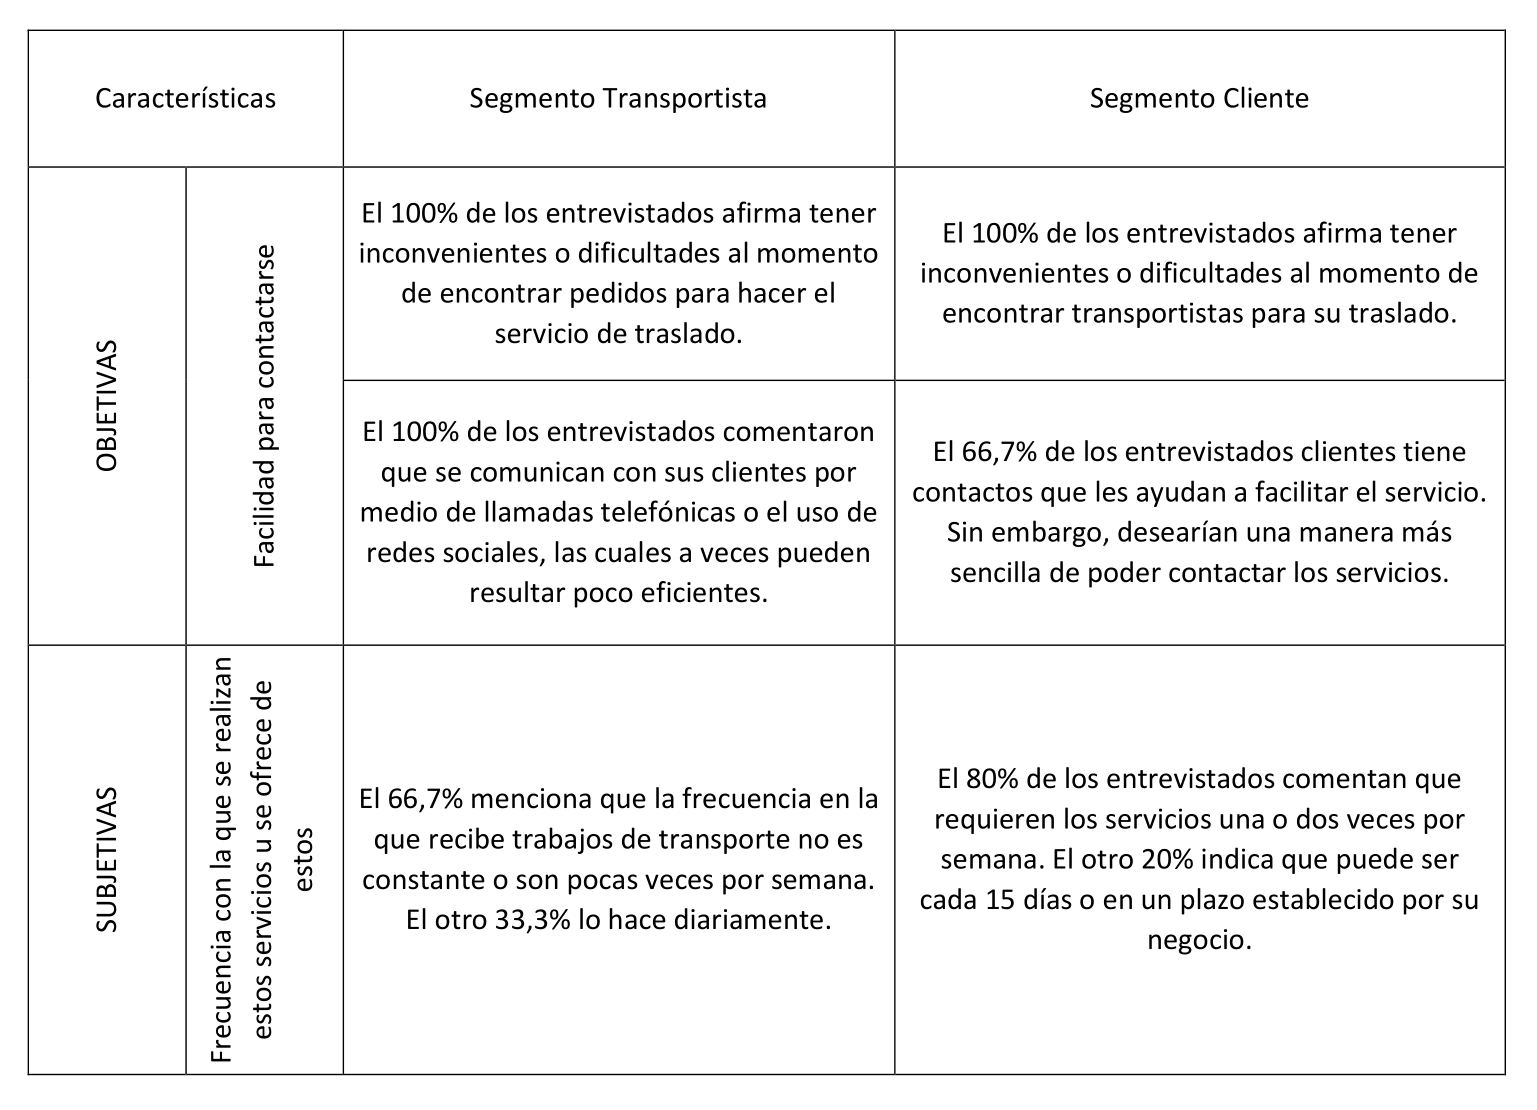 Características
Segmento Transportista
Segmento Cliente
OBJETIVAS
Facilidad para contactarse
El 100% de los entrevistados afirma tener
inconvenientes o dificultades al momento
de encontrar pedidos para hacer el
servicio de traslado.
El 100% de los entrevistados afirma tener
inconvenientes o dificultades al momento de
encontrar transportistas para su traslado.
El 100% de los entrevistados comentaron
que se comunican con sus clientes por
medio de llamadas telefónicas o el uso de
redes sociales, las cuales a veces pueden
resultar poco eficientes.
El 66,7% de los entrevistados clientes tiene
contactos que les ayudan a facilitar el servicio.
Sin embargo, desearían una manera más
sencilla de poder contactar los servicios.
SUBJETIVAS
Frecuencia con la que se realizan
estos servicios u se ofrece de
estos
El 66,7% menciona que la frecuencia en la
que recibe trabajos de transporte no es
constante o son pocas veces por semana.
El otro 33,3% lo hace diariamente.
El 80% de los entrevistados comentan que
requieren los servicios una o dos veces por
semana. El otro 20% indica que puede ser
cada 15 días o en un plazo establecido por su
negocio.